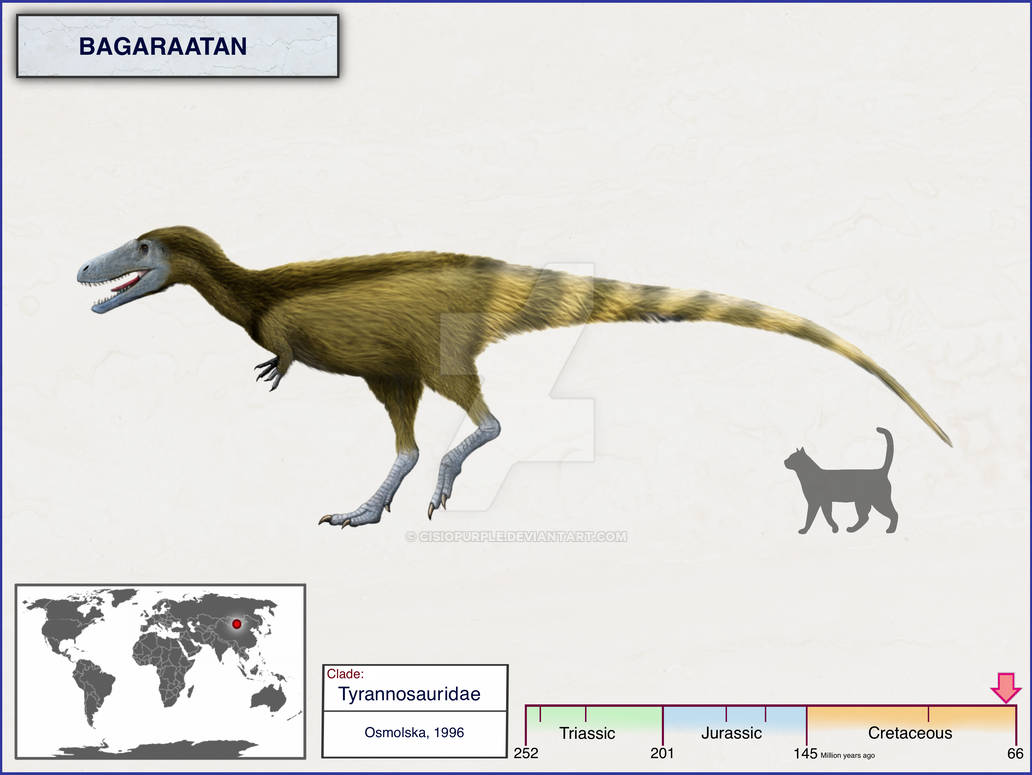 BAGARAATAN
© CISIOPURPLE.DEVIANTART.COM
Clade:
Tyrannosauridae
Osmolska, 1996
Triassic
Jurassic
Cretaceous
252
201
145
Million years ago
66